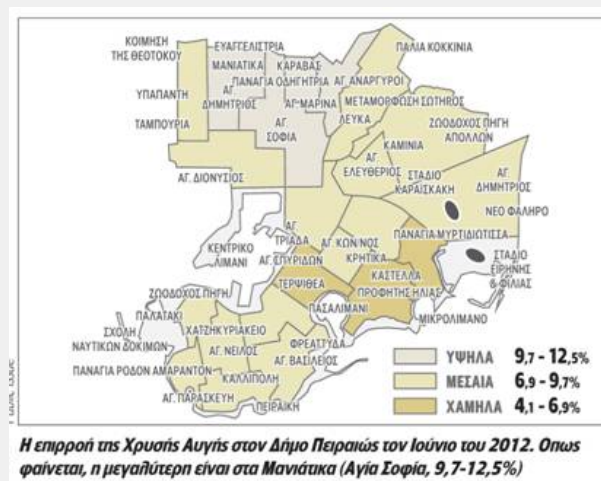 ΚΟΙΜΗΣΗ
ΤΗΣ ΘΕΟΤΟΚΟΥ
ΕΥΑΓΓΕΛΙΣΤΡΙΑ
ΜΑΝΙΑΤΙΚΑ
ΚΑΡΑΒΑΣ
ΠΑΛΙΑ ΚΟΚΚΙΝΙΑ
ΠΑΝΑΓΙΑ ΟΔΗΓΗΤΡΙΑ
ΑΓ. ΑΝΑΡΓΥΡΟΙ
ΥΠΑΠΑΝΤΗ
ΑΓ.
ΔΗΜΗΤΡΙΟΣ
ΑΓ. ΜΑΡΙΝΑ
ΜΕΤΑΜΟΡΦΩΣΗ ΣΩΤΗΡΟΣ
ΤΑΜΠΟΥΡΙΑ
ΑΓ.
ΣΟΦΙΑ
ΛΕΥΚΑ
ΖΩΟΔΟΧΟΣ ΠΗΓΗ
ΑΠΟΛΛΩΝ
ΚΑΜΙΝΙΑ
ΑΓ. ΔΙΟΝΥΣΙΟΣ
ΑΓ.
ΕΛΕΥΘΕΡΙΟΣ
ΣΤΑΔΙΟ
ΚΑΡΑΪΣΚΑΚΗ
ΑΓ.
ΔΗΜΗΤΡΙΟΣ
ΝΕΟ ΦΑΛΗΡΟ
ΠΑΝΑΓΙΑ ΜΥΡΤΙΔΙΩΤΙΣΣΑ
ΚΕΝΤΡΙΚΟ
ΛΙΜΑΝΙ
ΑΓ.
ΤΡΙΑΔΑ
ΑΓ. ΚΩΝ/ΝΟΣ
ΚΡΗΤΙΚΑ
ΑΓ. ΣΠΥΡΙΔΩΝ
ΤΕΡΨΙΘΕΑ
ΚΑΣΤΕΛΛΑ
ΠΡΟΦΗΤΗΣ ΗΛΙΑΣ
ΣΤΑΔΙΟ
ΕΙΡΗΝΗΣ
& ΦΙΛΙΑΣ
ΖΩΟΔΟΧΟΣ ΠΗΓΗ
ΠΑΣΑΛΙΜΑΝΙ
ΜΙΚΡΟΛΙΜΑΝΟ
ΠΑΛΑΤΑΚΙ
ΧΑΤΖΗΚΥΡΙΑΚΕΙΟ
ΣΧΟΛΗ
ΝΑΥΤΙΚΩΝ ΔΟΚΙΜΩΝ
ΦΡΕΑΤΤΥΔΑ
ΑΓ. ΝΕΙΛΟΣ
ΑΓ. ΒΑΣΙΛΕΙΟΣ
ΠΑΝΑΓΙΑ ΡΟΔΟΝ ΑΜΑΡΑΝΤΟΝ
ΚΑΛΛΙΠΟΛΗ
ΑΓ. ΠΑΡΑΣΚΕΥΗ
ΠΕΙΡΑΪΚΗ
ΥΨΗΛΑ 9,7 - 12,5%
ΜΕΣΑΙΑ 6,9 - 9,7%
ΧΑΜΗΛΑ 4,1 - 6,9%
Η επιρροή της Χρυσής Αυγής στον Δήμο Πειραιώς τον Ιούνιο του 2012. Οπως
φαίνεται, η μεγαλύτερη είναι στα Μανιάτικα (Αγία Σοφία, 9,7-12,5%)